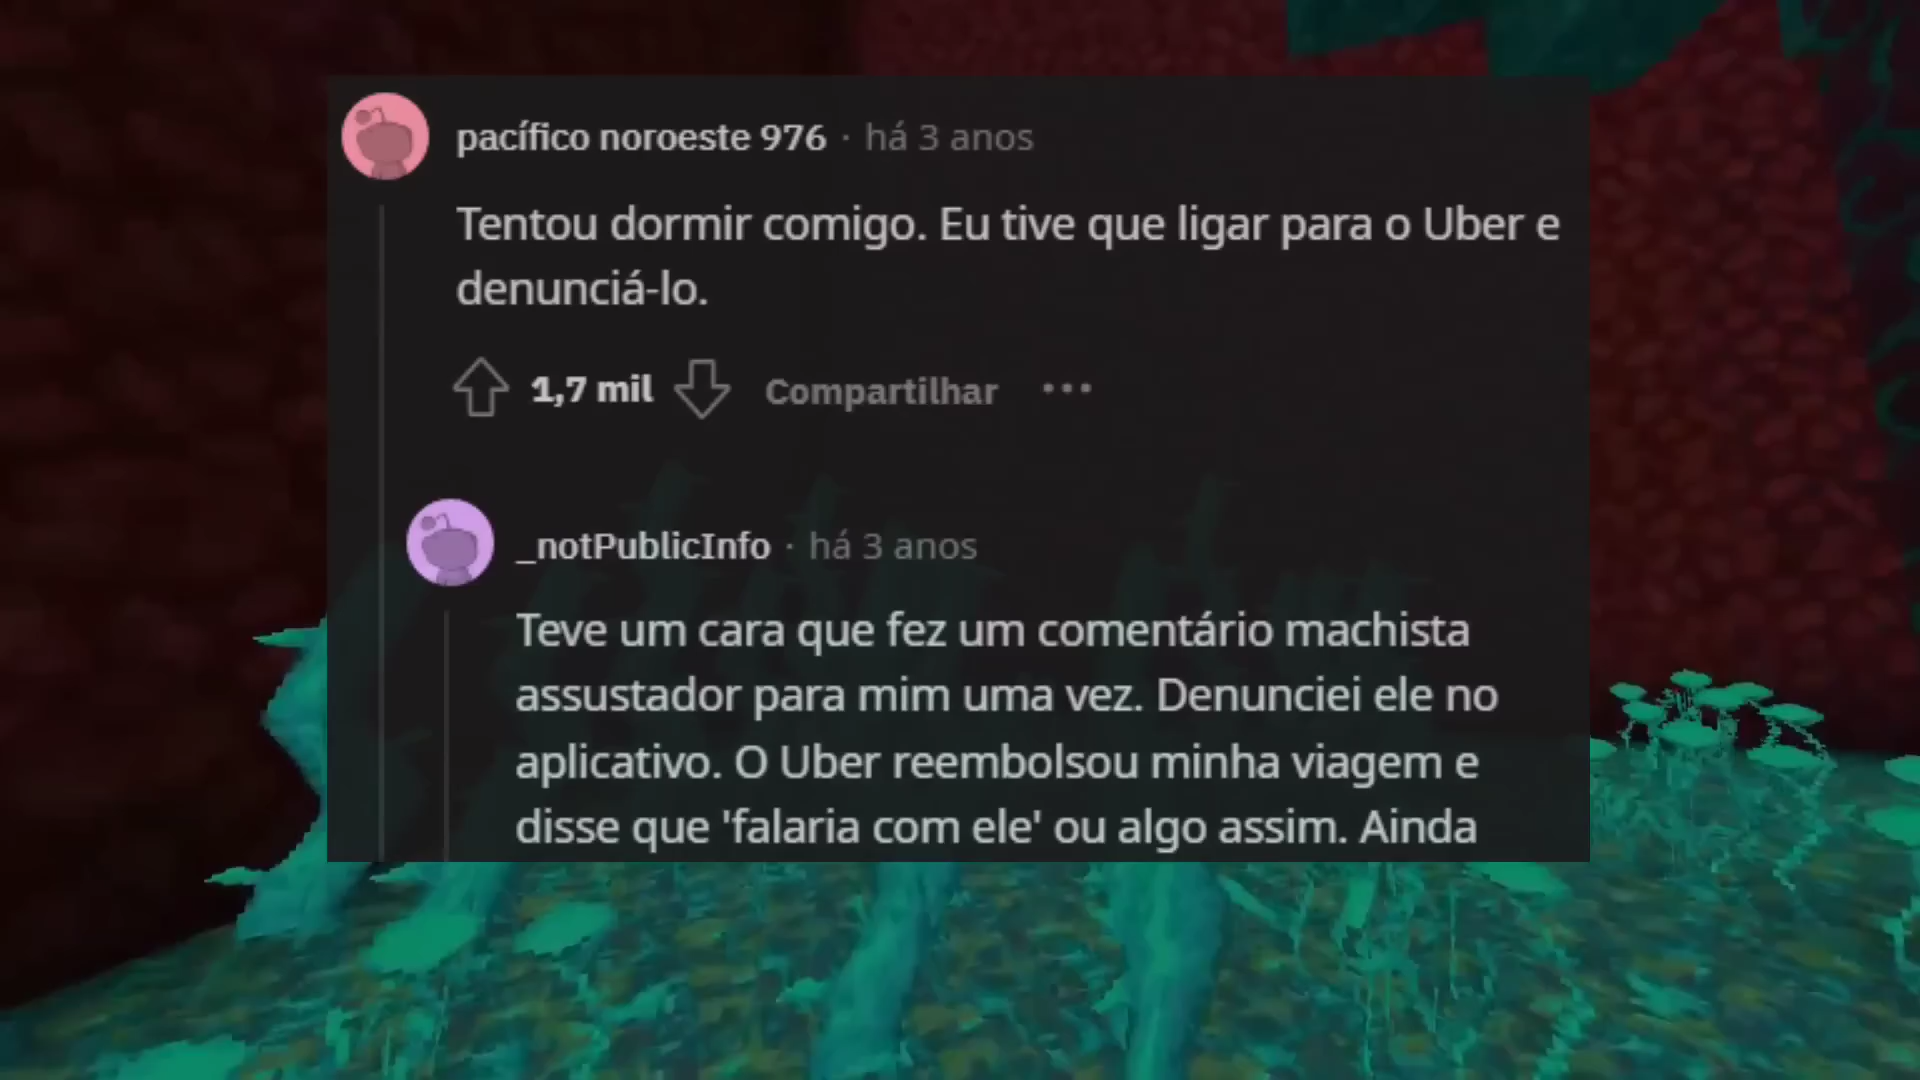 pacífico noroeste 976 · há 3 anos
Tentou dormir comigo. Eu tive que ligar para o Uber e
denunciá-lo.
1,7 mil Compartilhar ...
_notPublicInfo · há 3 anos
Teve um cara que fez um comentário machista
assustador para mim uma vez. Denunciei ele no
aplicativo. O Uber reembolsou minha viagem e
disse que 'falaria com ele' ou algo assim. Ainda